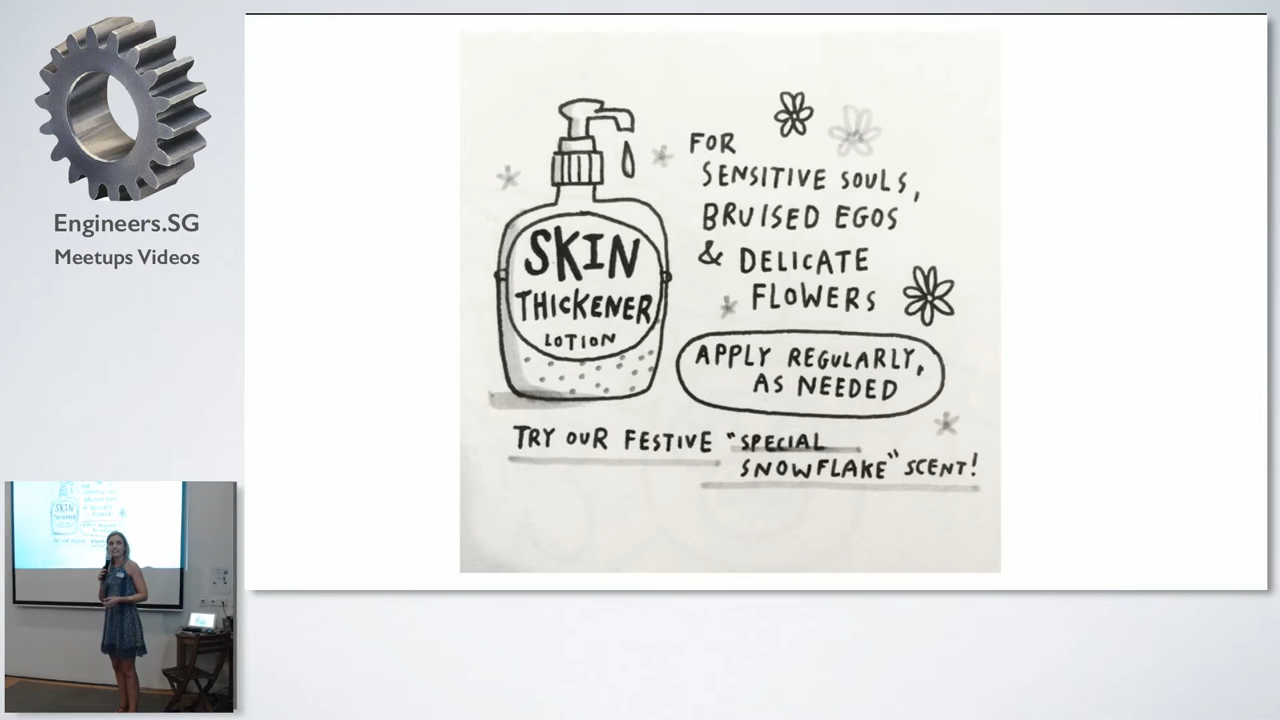 Engineers.SG
Meetups Videos
SKIN
THICKENER
LOTION
FOR
SENSITIVE SOULS,
BRUISED EGOS
& DELICATE
FLOWERS
APPLY REGULARLY,
AS NEEDED
TRY OUR FESTIVE "SPECIAL
SNOWFLAKE" SCENT!